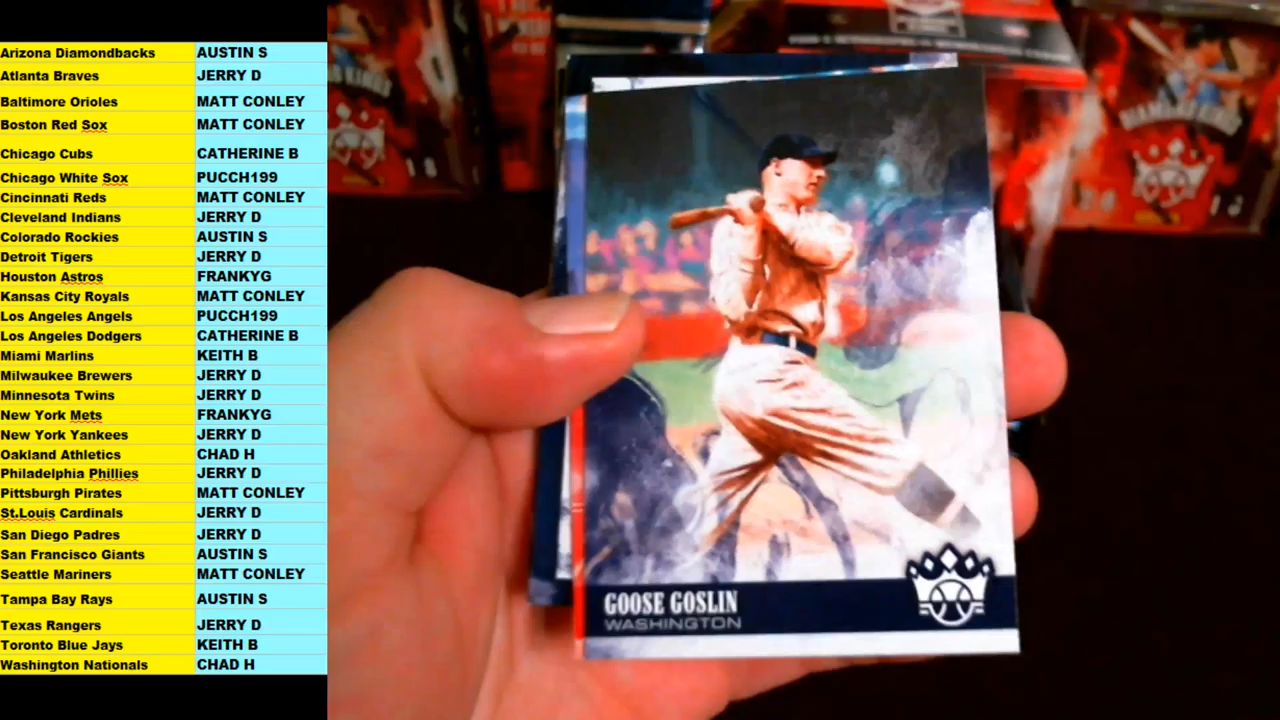 Arizona Diamondbacks AUSTIN S
Atlanta Braves JERRY D
Baltimore Orioles MATT CONLEY
Boston Red Sox MATT CONLEY
Chicago Cubs CATHERINE B
Chicago White Sox PUCCH199
Cincinnati Reds MATT CONLEY
Cleveland Indians JERRY D
Colorado Rockies AUSTIN S
Detroit Tigers JERRY D
Houston Astros FRANKYG
Kansas City Royals MATT CONLEY
Los Angeles Angels PUCCH199
Los Angeles Dodgers CATHERINE B
Miami Marlins KEITH B
Milwaukee Brewers JERRY D
Minnesota Twins JERRY D
New York Mets FRANKYG
New York Yankees JERRY D
Oakland Athletics CHAD H
Philadelphia Phillies JERRY D
Pittsburgh Pirates MATT CONLEY
St.Louis Cardinals JERRY D
San Diego Padres JERRY D
San Francisco Giants AUSTIN S
Seattle Mariners MATT CONLEY
Tampa Bay Rays AUSTIN S
Texas Rangers JERRY D
Toronto Blue Jays KEITH B
Washington Nationals CHAD H
DIAMOND KINGS
GOOSE GOSLIN
WASHINGTON